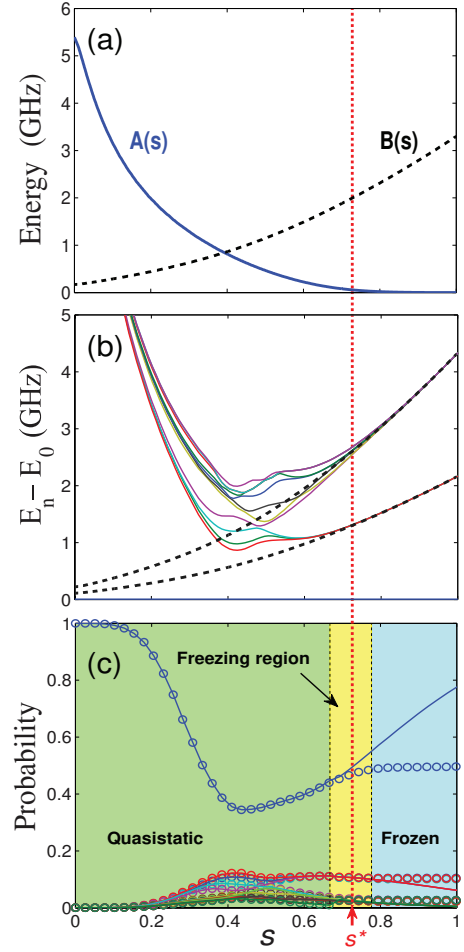 (a)
6
5
4
3
2
1
0
Energy (GHz)
A(s)
B(s)
(b)
5
4
3
2
1
0
E_n − E_0 (GHz)
(c)
1
0.8
0.6
0.4
0.2
0
Probability
Freezing region
Quasistatic
Frozen
0 0.2 0.4 0.6 0.8 1
S
s*